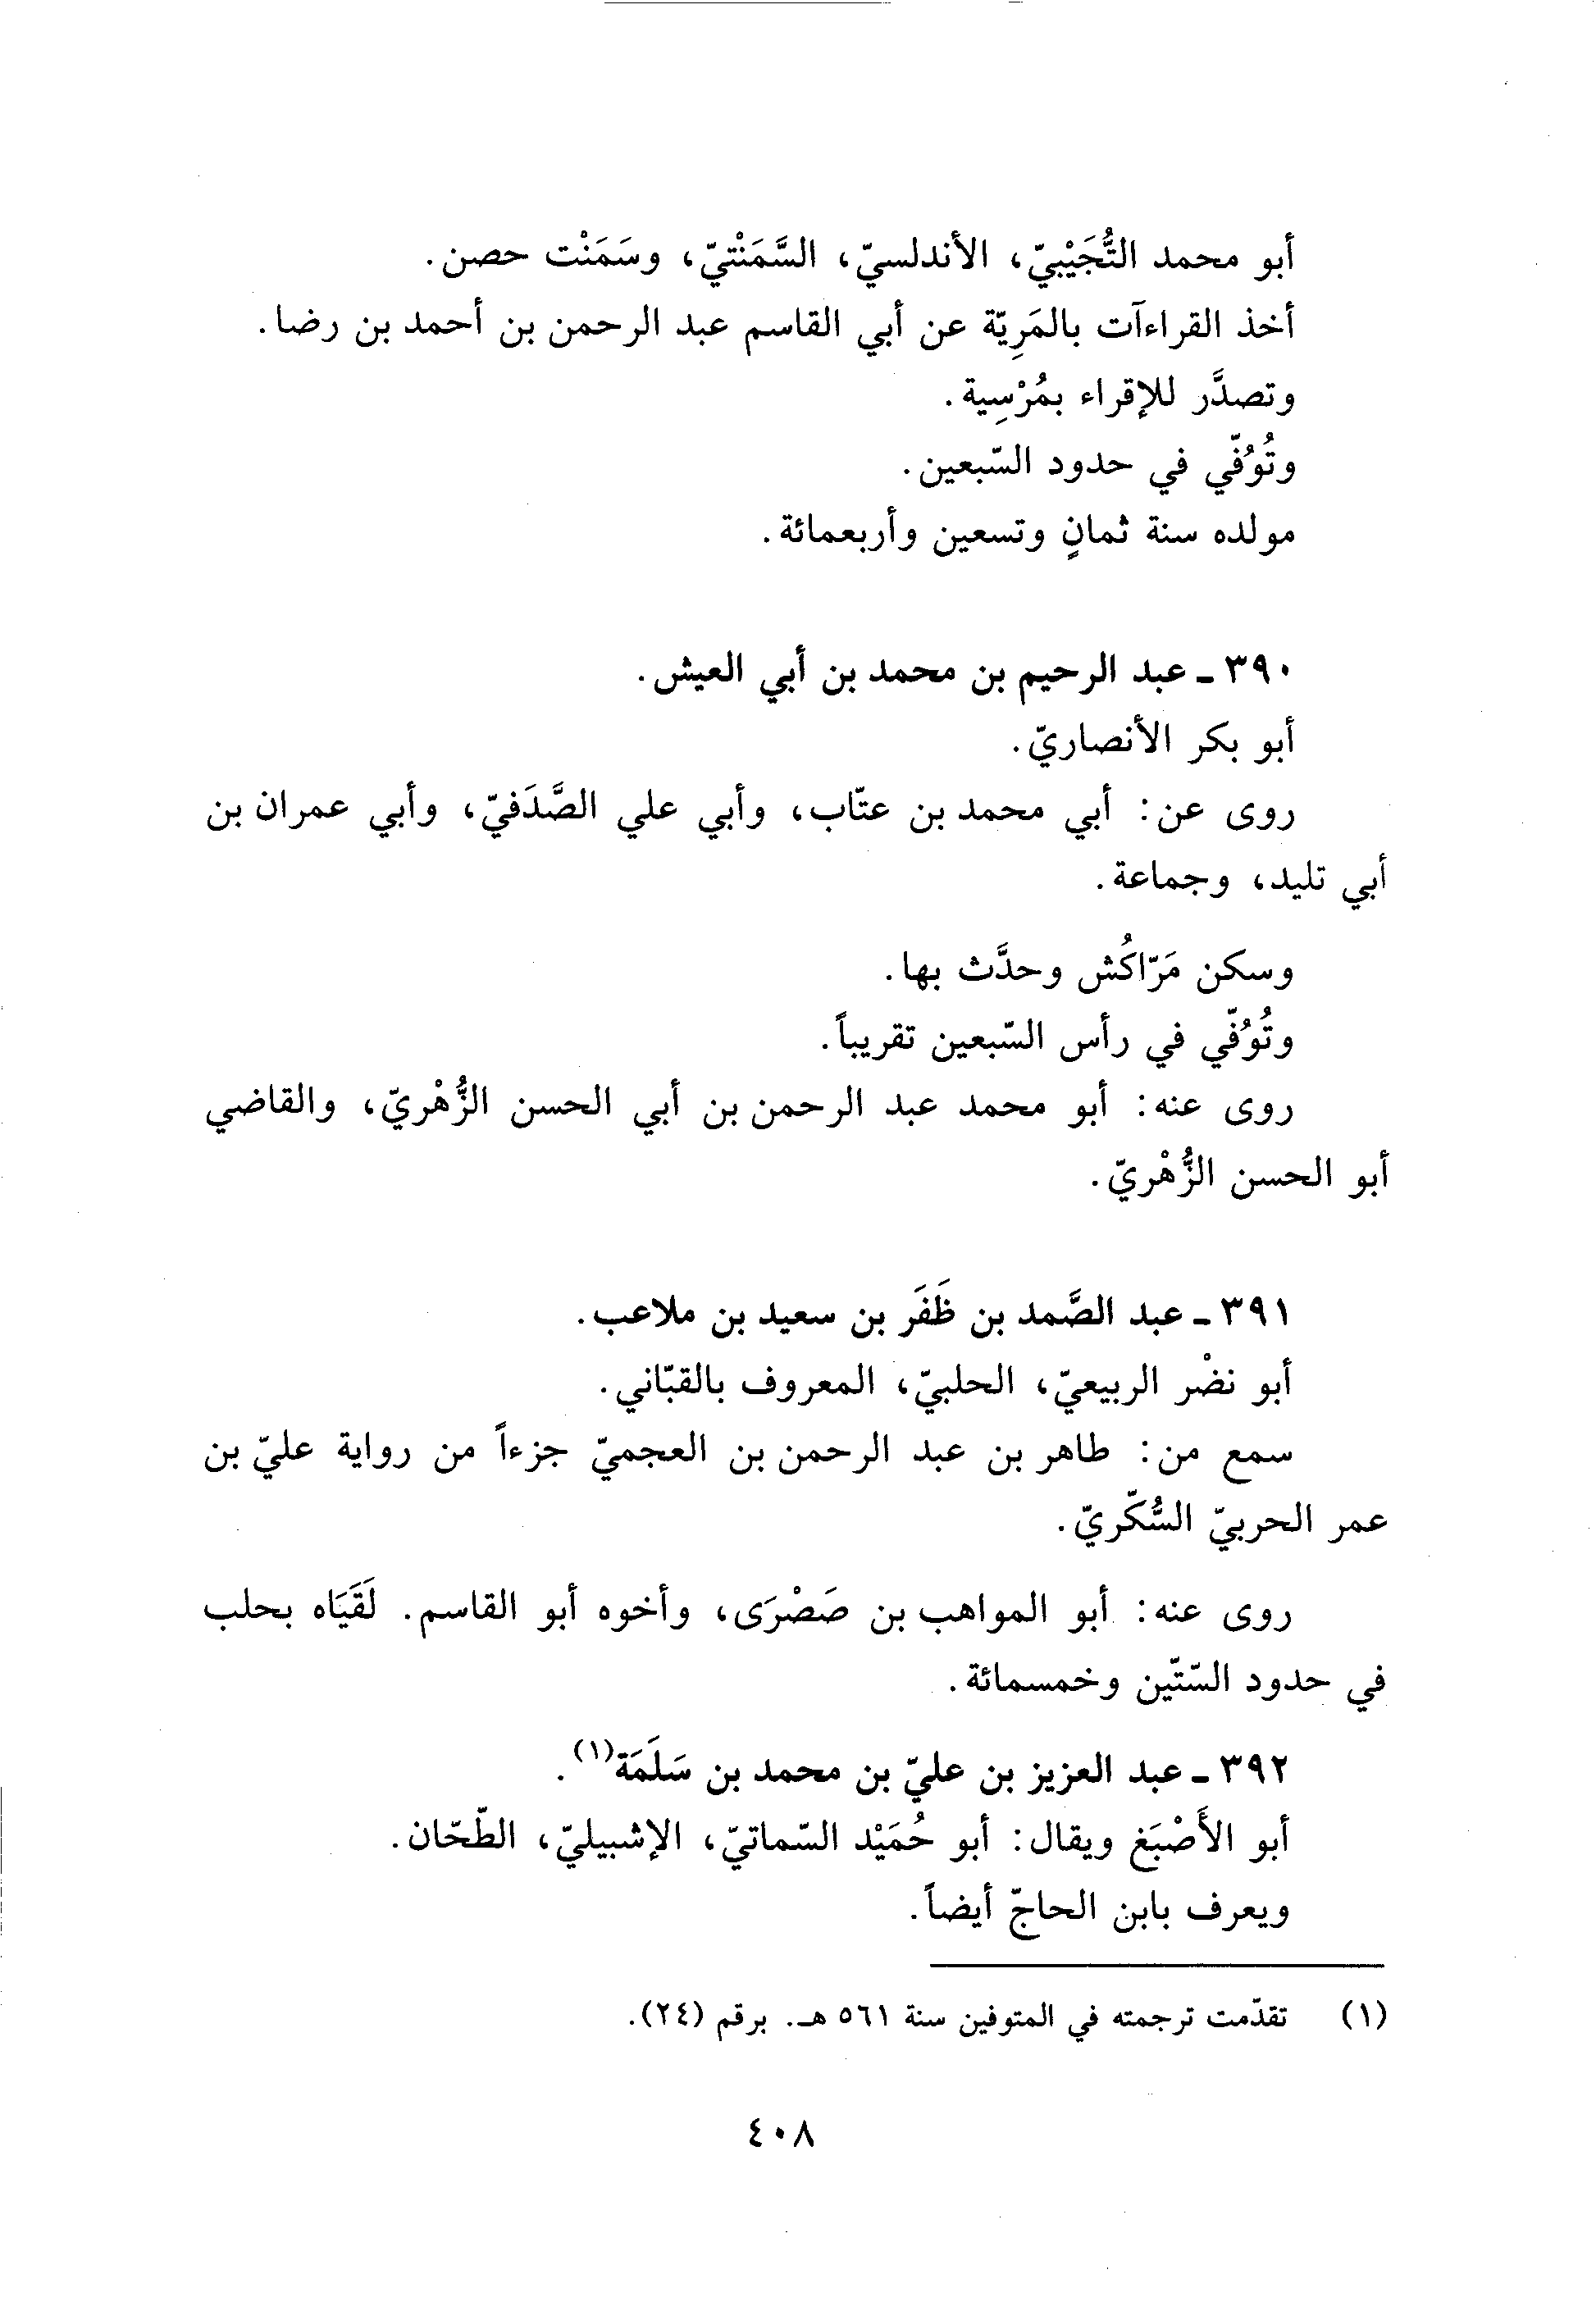 أبو محمد التُّجَيْبيّ، الأندلسيّ، السَّمَنْتيّ، وسَمَنْت حصن.
أخذ القراءآت بالمَرِيّة عن أبي القاسم عبد الرحمن بن أحمد بن رضا.
وتصدَّر للإقراء بمُرْسِية.
وتُوُفّي في حدود السّبعين.
مولده سنة ثمانٍ وتسعين وأربعمائة.
٣٩٠ ـ عبد الرحيم بن محمد بن أبي العيش.
أبو بكر الأنصاريّ.
روى عن: أبي محمد بن عتّاب، وأبي علي الصَّدَفيّ، وأبي عمران بن
أبي تليد، وجماعة.
وسكن مَرّاكُش وحدَّث بها.
وتُوُفّي في رأس السّبعين تقريباً.
روى عنه: أبو محمد عبد الرحمن بن أبي الحسن الزُّهْريّ، والقاضي
أبو الحسن الزُّهْريّ.
٣٩١ ـ عبد الصَّمد بن ظَفَر بن سعيد بن ملاعب.
أبو نضْر الربيعيّ، الحلبيّ، المعروف بالقبّاني.
سمع من: طاهر بن عبد الرحمن بن العجميّ جزءاً من رواية عليّ بن
عمر الحربيّ السُّكّريّ.
روى عنه: أبو المواهب بن صَصْرَى، وأخوه أبو القاسم. لَقَيَاه بحلب
في حدود السّتّين وخمسمائة.
٣٩٢ ـ عبد العزيز بن عليّ بن محمد بن سَلَمَة(١).
أبو الأَصْبَغ ويقال: أبو حُمَيْد السّماتيّ، الإشبيليّ، الطّحّان.
ويعرف بابن الحاجّ أيضاً.
(١) تقدّمت ترجمته في المتوفين سنة ٥٦١ هـ. برقم (٢٤).
٤٠٨